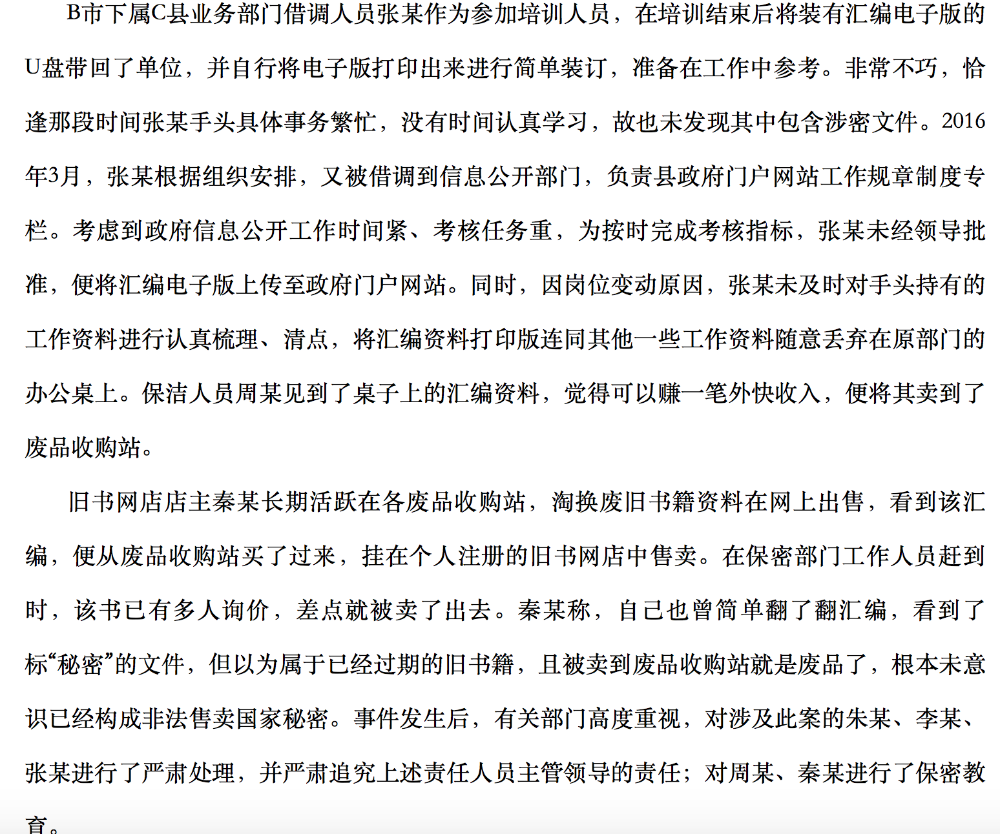 B市下属C县业务部门借调人员张某作为参加培训人员，在培训结束后将装有汇编电子版的
U盘带回了单位，并自行将电子版打印出来进行简单装订，准备在工作中参考。非常不巧，恰
逢那段时间张某手头具体事务繁忙，没有时间认真学习，故也未发现其中包含涉密文件。2016
年3月，张某根据组织安排，又被借调到信息公开部门，负责县政府门户网站工作规章制度专
栏。考虑到政府信息公开工作时间紧、考核任务重，为按时完成考核指标，张某未经领导批
准，便将汇编电子版上传至政府门户网站。同时，因岗位变动原因，张某未及时对手头持有的
工作资料进行认真梳理、清点，将汇编资料打印版连同其他一些工作资料随意丢弃在原部门的
办公桌上。保洁人员周某见到了桌子上的汇编资料，觉得可以赚一笔外快收入，便将其卖到了
废品收购站。
旧书网店店主秦某长期活跃在各废品收购站，淘换废旧书籍资料在网上出售，看到该汇
编，便从废品收购站买了过来，挂在个人注册的旧书网店中售卖。在保密部门工作人员赶到
时，该书已有多人询价，差点就被卖了出去。秦某称，自己也曾简单翻了翻汇编，看到了
标“秘密”的文件，但以为属于已经过期的旧书籍，且被卖到废品收购站就是废品了，根本未意
识已经构成非法售卖国家秘密。事件发生后，有关部门高度重视，对涉及此案的朱某、李某、
张某进行了严肃处理，并严肃追究上述责任人员主管领导的责任；对周某、秦某进行了保密教
育。